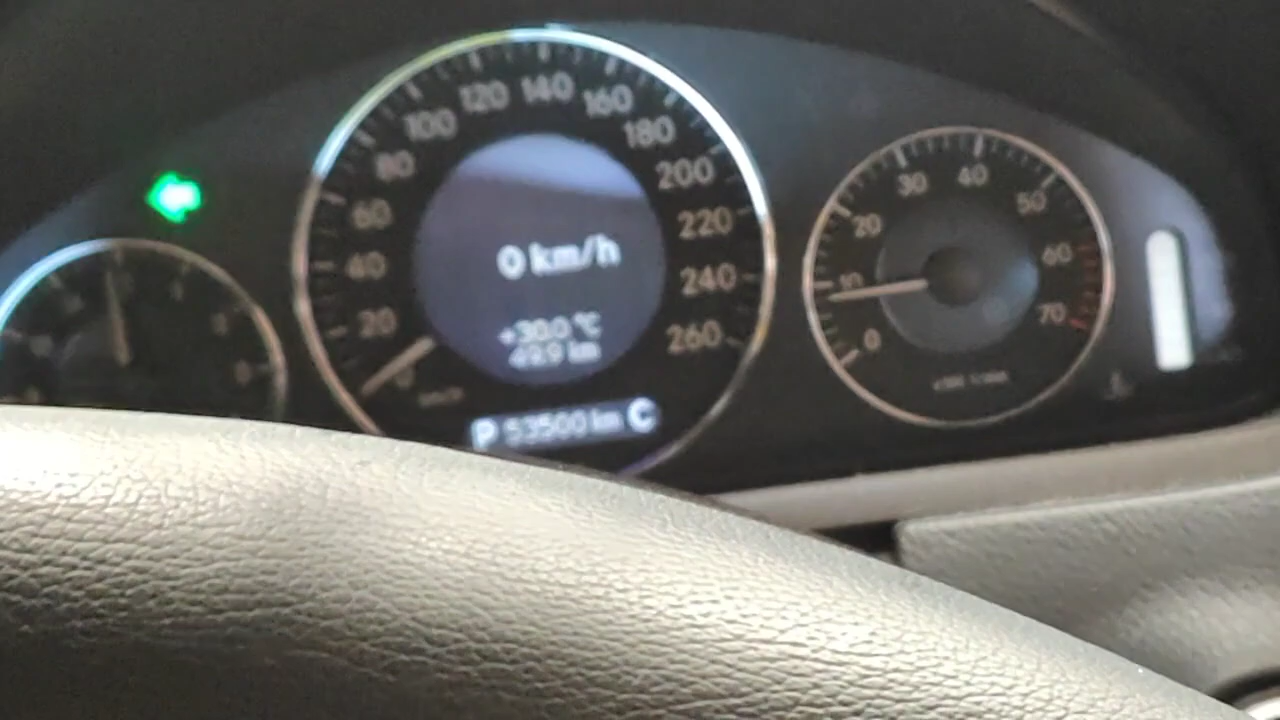 120 140 160
100 180
80 200
60 220
40 240
20 260
0 km/h
+30.0 °C
49.9 km
P 53500 km C
30 40
20 50
10 60
0 70